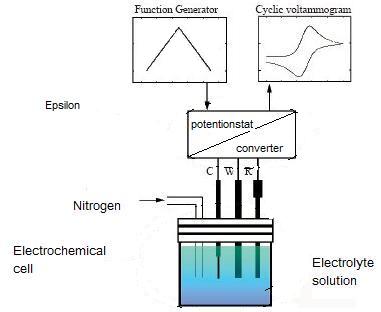 Function Generator
Cyclic voltammogram
Epsilon
potentionstat
converter
C W R
Nitrogen
Electrochemical
cell
Electrolyte
solution